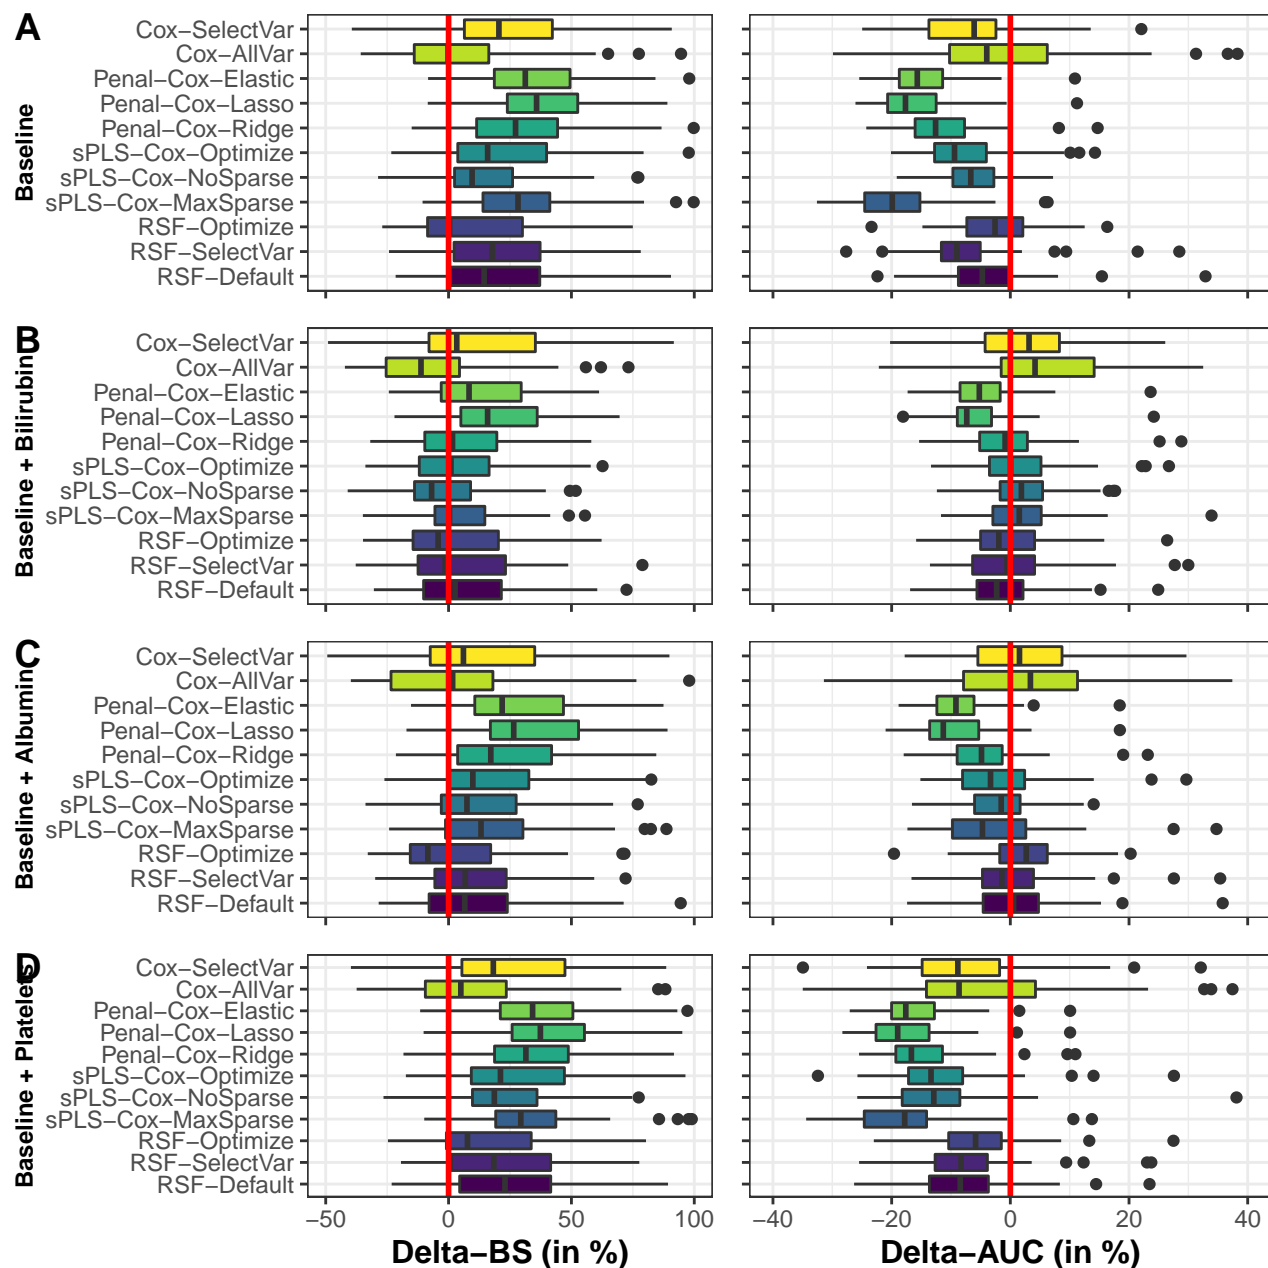 A
Baseline
Cox−SelectVar
Cox−AllVar
Penal−Cox−Elastic
Penal−Cox−Lasso
Penal−Cox−Ridge
sPLS−Cox−Optimize
sPLS−Cox−NoSparse
sPLS−Cox−MaxSparse
RSF−Optimize
RSF−SelectVar
RSF−Default
B
Baseline + Bilirubin
Cox−SelectVar
Cox−AllVar
Penal−Cox−Elastic
Penal−Cox−Lasso
Penal−Cox−Ridge
sPLS−Cox−Optimize
sPLS−Cox−NoSparse
sPLS−Cox−MaxSparse
RSF−Optimize
RSF−SelectVar
RSF−Default
C
Baseline + Albumin
Cox−SelectVar
Cox−AllVar
Penal−Cox−Elastic
Penal−Cox−Lasso
Penal−Cox−Ridge
sPLS−Cox−Optimize
sPLS−Cox−NoSparse
sPLS−Cox−MaxSparse
RSF−Optimize
RSF−SelectVar
RSF−Default
D
Baseline + Platelets
Cox−SelectVar
Cox−AllVar
Penal−Cox−Elastic
Penal−Cox−Lasso
Penal−Cox−Ridge
sPLS−Cox−Optimize
sPLS−Cox−NoSparse
sPLS−Cox−MaxSparse
RSF−Optimize
RSF−SelectVar
RSF−Default
−50 0 50 100
Delta−BS (in %)
−40 −20 0 20 40
Delta−AUC (in %)